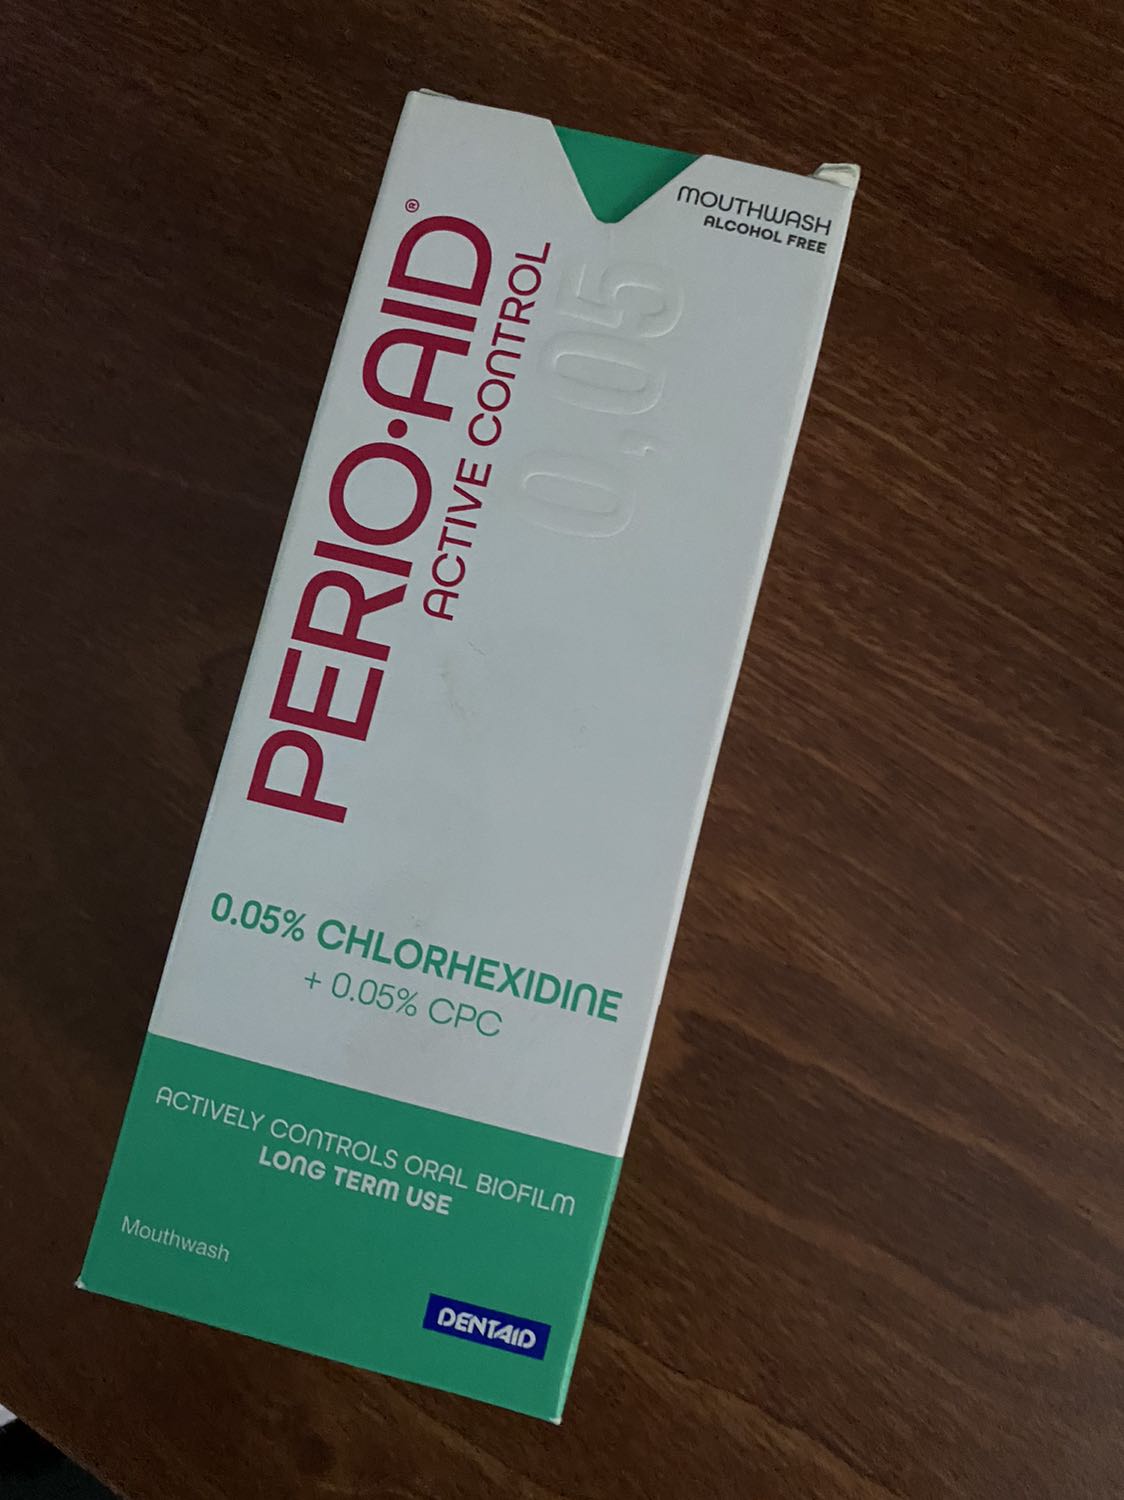 MOUTHWASH
ALCOHOL FREE
PERIO·AID®
ACTIVE CONTROL
0,05
0.05% CHLORHEXIDINE
+ 0.05% CPC
ACTIVELY CONTROLS ORAL BIOFILM
LONG TERM USE
Mouthwash
DENTAID